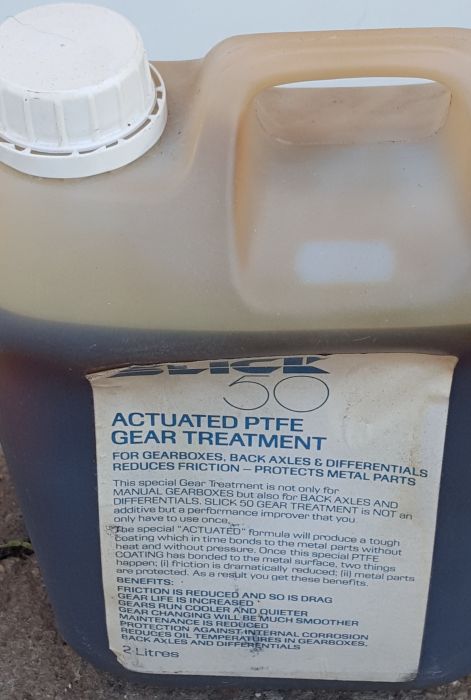 SLICK
50
ACTUATED PTFE
GEAR TREATMENT
FOR GEARBOXES, BACK AXLES & DIFFERENTIALS
REDUCES FRICTION – PROTECTS METAL PARTS
This special Gear Treatment is not only for
MANUAL GEARBOXES but also for BACK AXLES AND
DIFFERENTIALS. SLICK 50 GEAR TREATMENT is NOT an
additive but a performance improver that you
only have to use once.
The special "ACTUATED" formula will produce a tough
coating which in time bonds to the metal parts without
heat and without pressure. Once this special PTFE
COATING has bonded to the metal surface, two things
happen; (i) friction is dramatically reduced; (ii) metal parts
are protected. As a result you get these benefits.
BENEFITS:
FRICTION IS REDUCED AND SO IS DRAG
GEAR LIFE IS INCREASED
GEARS RUN COOLER AND QUIETER
GEAR CHANGING WILL BE MUCH SMOOTHER
MAINTENANCE IS REDUCED
PROTECTION AGAINST INTERNAL CORROSION
REDUCES OIL TEMPERATURES IN GEARBOXES,
BACK AXLES AND DIFFERENTIALS
2 Litres